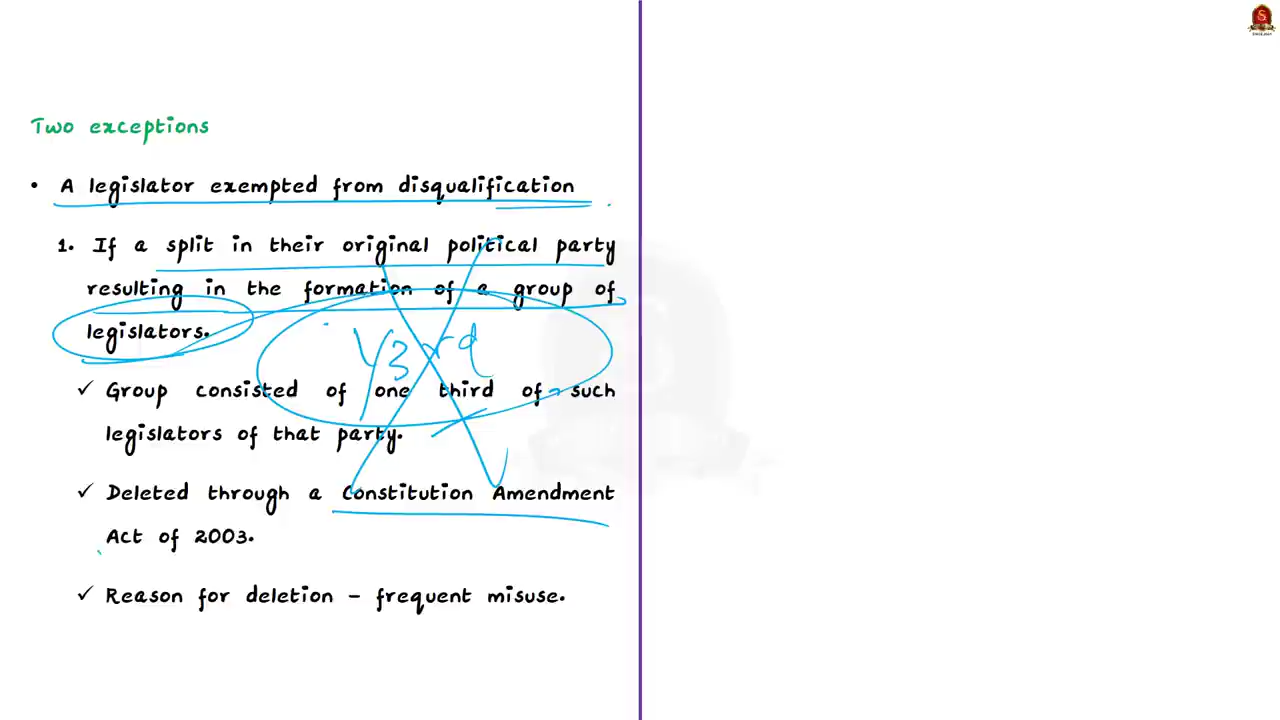 Two exceptions
• A legislator exempted from disqualification
1. If a split in their original political party
resulting in the formation of a group of
legislators.
1/3rd
✓ Group consisted of one third of such
legislators of that party.
✓ Deleted through a Constitution Amendment
Act of 2003.
✓ Reason for deletion – frequent misuse.